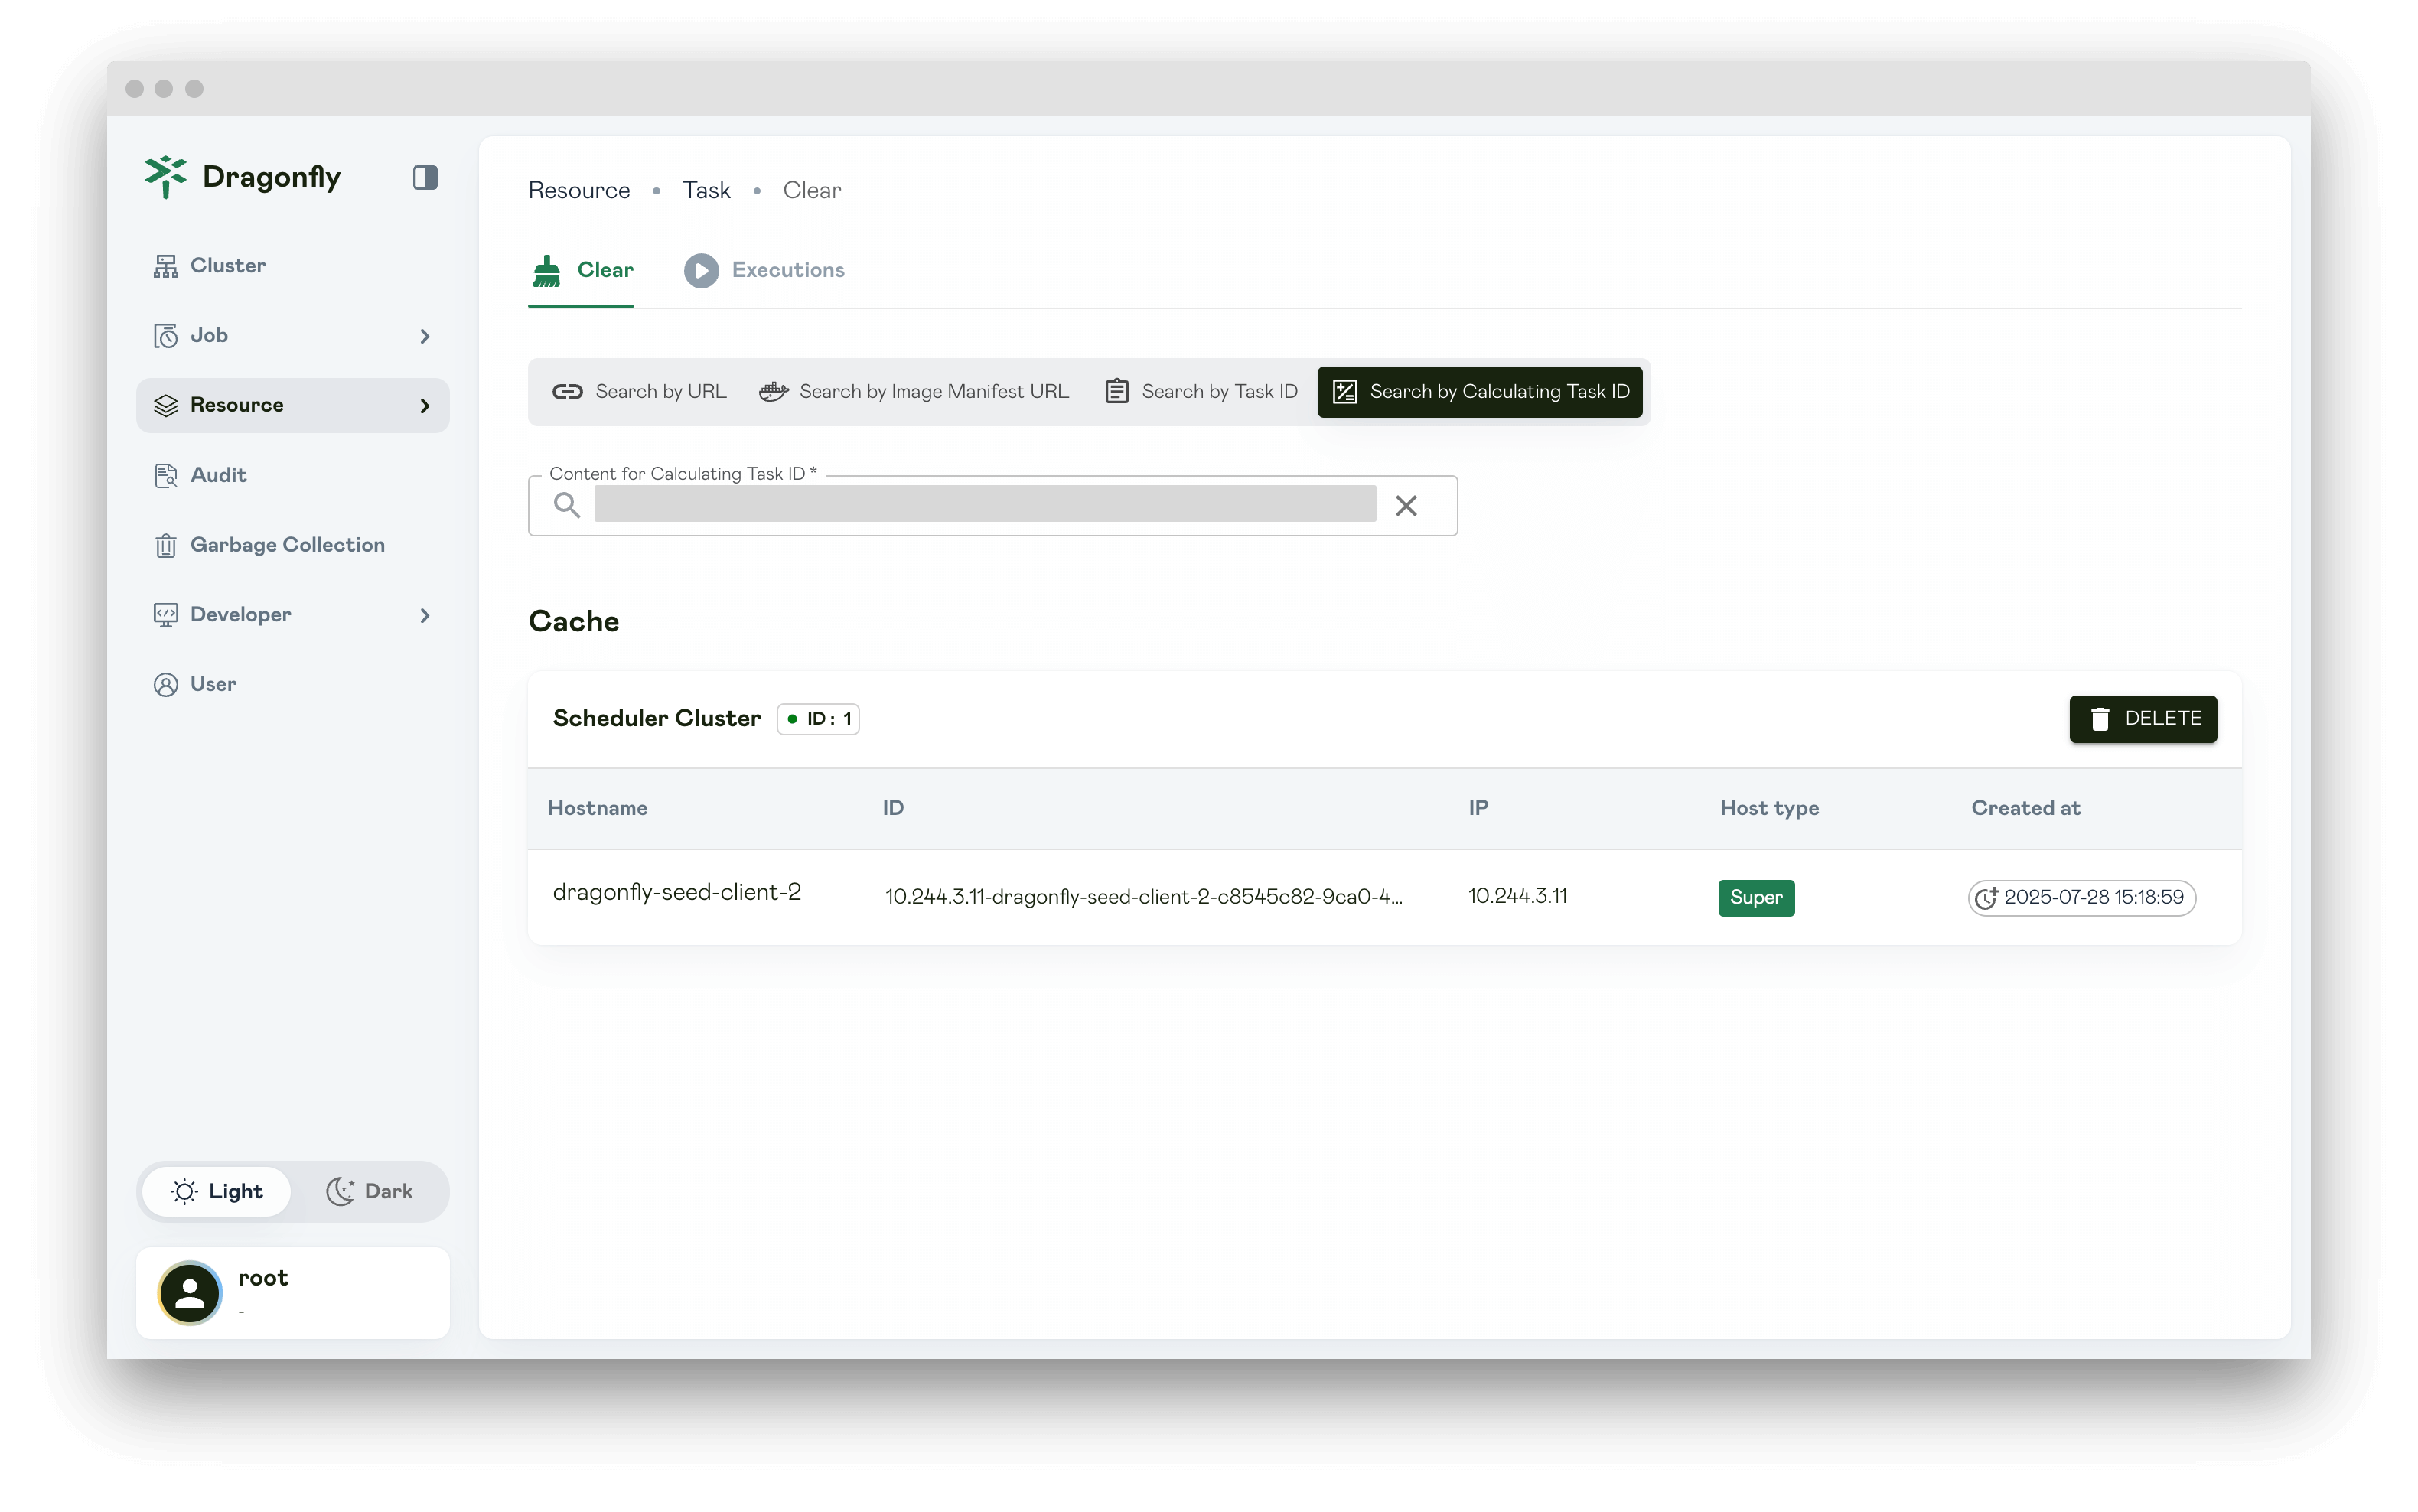 Dragonfly
Cluster
Job
Resource
Audit
Garbage Collection
Developer
User
Light
Dark
root
-
Resource • Task • Clear
Clear
Executions
Search by URL
Search by Image Manifest URL
Search by Task ID
Search by Calculating Task ID
Content for Calculating Task ID *
Cache
Scheduler Cluster
ID : 1
DELETE
Hostname ID IP Host type Created at
dragonfly-seed-client-2 10.244.3.11-dragonfly-seed-client-2-c8545c82-9ca0-4... 10.244.3.11 Super 2025-07-28 15:18:59